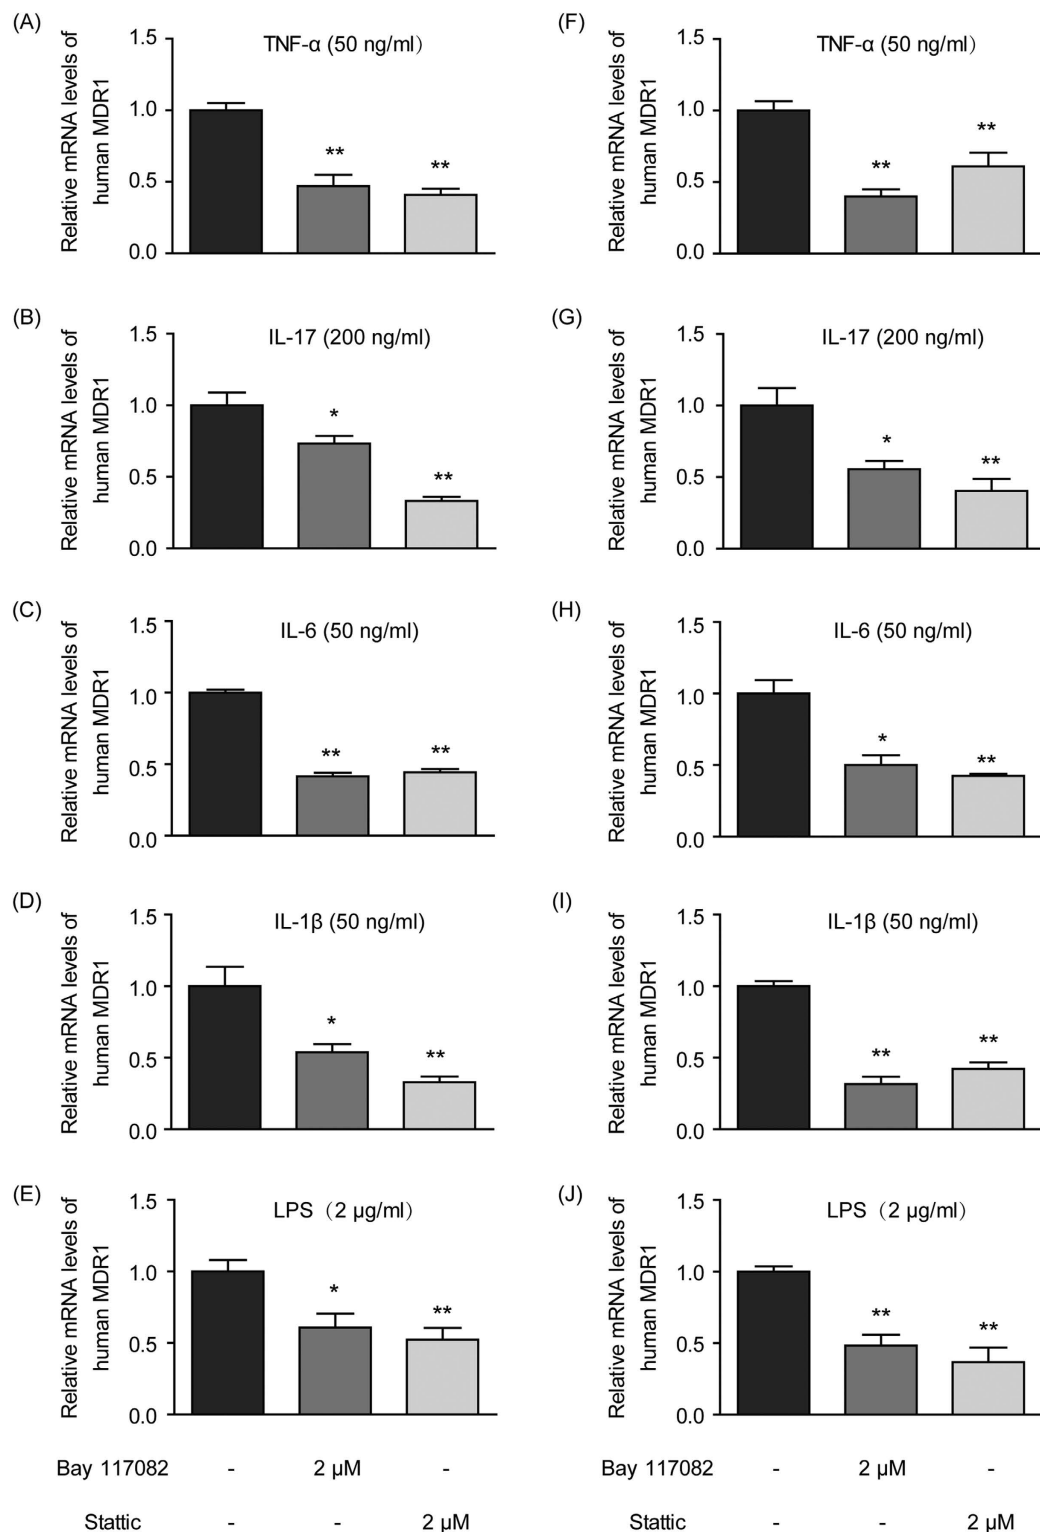 (A)
TNF-α (50 ng/ml）
Relative mRNA levels of
human MDR1
1.5
1.0
0.5
0.0
**
**
(F)
TNF-α (50 ng/ml）
Relative mRNA levels of
human MDR1
1.5
1.0
0.5
0.0
**
**
(B)
IL-17 (200 ng/ml)
Relative mRNA levels of
human MDR1
1.5
1.0
0.5
0.0
*
**
(G)
IL-17 (200 ng/ml)
Relative mRNA levels of
human MDR1
1.5
1.0
0.5
0.0
*
**
(C)
IL-6 (50 ng/ml)
Relative mRNA levels of
human MDR1
1.5
1.0
0.5
0.0
**
**
(H)
IL-6 (50 ng/ml)
Relative mRNA levels of
human MDR1
1.5
1.0
0.5
0.0
*
**
(D)
IL-1β (50 ng/ml)
Relative mRNA levels of
human MDR1
1.5
1.0
0.5
0.0
*
**
(I)
IL-1β (50 ng/ml)
Relative mRNA levels of
human MDR1
1.5
1.0
0.5
0.0
**
**
(E)
LPS（2 µg/ml）
Relative mRNA levels of
human MDR1
1.5
1.0
0.5
0.0
*
**
(J)
LPS（2 µg/ml）
Relative mRNA levels of
human MDR1
1.5
1.0
0.5
0.0
**
**
Bay 117082 - 2 µM - Bay 117082 - 2 µM -
Stattic - - 2 µM Stattic - - 2 µM